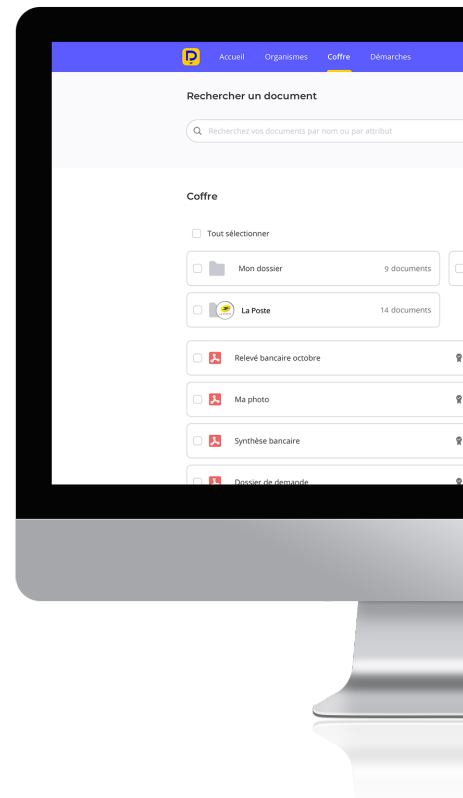 Accueil Organismes Coffre Démarches
Rechercher un document
Recherchez vos documents par nom ou par attribut
Coffre
Tout sélectionner
Mon dossier 9 documents
La Poste 14 documents
Relevé bancaire octobre
Ma photo
Synthèse bancaire
Dossier de demande